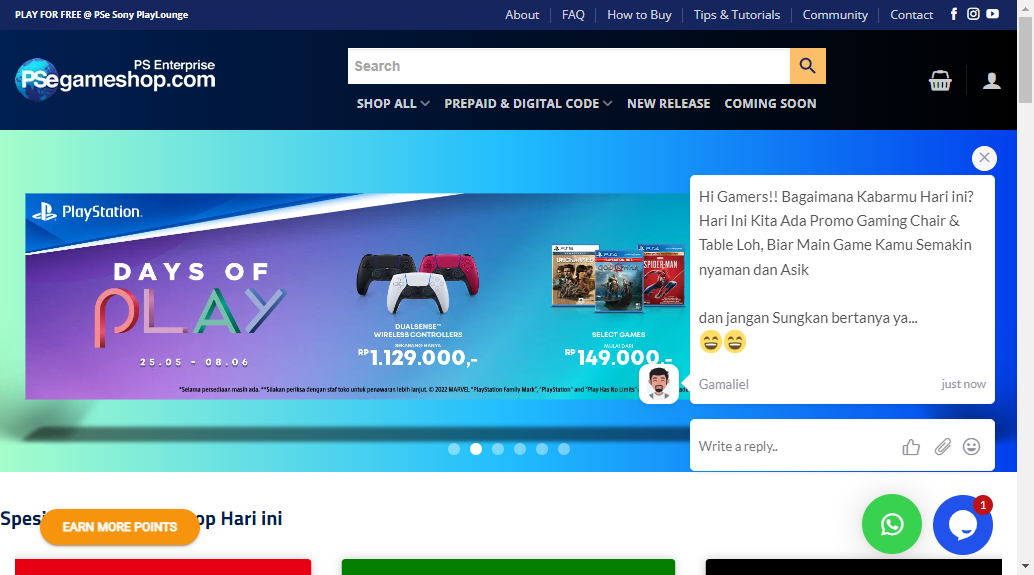 PLAY FOR FREE @ PSe Sony PlayLounge
About
FAQ
How to Buy
Tips & Tutorials
Community
Contact
PS Enterprise
PSegameshop.com
Search
SHOP ALL
PREPAID & DIGITAL CODE
NEW RELEASE
COMING SOON
PlayStation.
DAYS OF
PLAY
25.05 - 08.06
DUALSENSE™
WIRELESS CONTROLLERS
SEKARANG HANYA
RP1.129.000,-
UNCHARTED
SPIDER-MAN
SELECT GAMES
MULAI DARI
RP149.000,-
*Selama persediaan masih ada. **Silakan periksa dengan staf toko untuk penawaran lebih lanjut. © 2022 MARVEL "PlayStation Family Mark", "PlayStation" and "Play Has No Limits"
Hi Gamers!! Bagaimana Kabarmu Hari ini?
Hari Ini Kita Ada Promo Gaming Chair &
Table Loh, Biar Main Game Kamu Semakin
nyaman dan Asik
dan jangan Sungkan bertanya ya...
😄😄
Gamaliel
just now
Write a reply..
1
Spesi
op Hari ini
EARN MORE POINTS